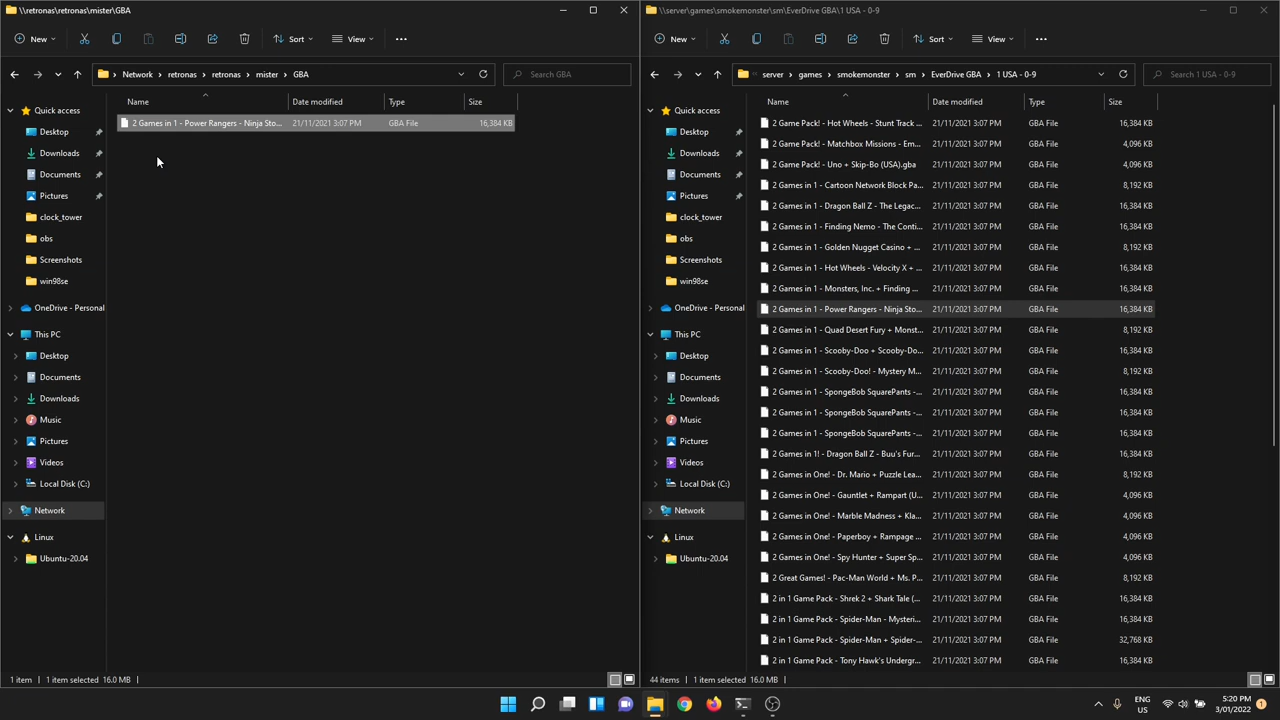 \\retronas\retronas\mister\GBA
New
Sort
View
Network > retronas > retronas > mister > GBA
Search GBA
Name
Date modified
Type
Size
Quick access
Desktop
Downloads
Documents
Pictures
clock_tower
obs
Screenshots
win98se
OneDrive - Personal
This PC
Desktop
Documents
Downloads
Music
Pictures
Videos
Local Disk (C:)
Network
Linux
Ubuntu-20.04
2 Games in 1 - Power Rangers - Ninja Sto... 21/11/2021 3:07 PM GBA File 16,384 KB
1 item
1 item selected 16.0 MB
\\server\games\smokemonster\sm\EverDrive GBA\1 USA - 0-9
New
Sort
View
server > games > smokemonster > sm > EverDrive GBA > 1 USA - 0-9
Search 1 USA - 0-9
Name
Date modified
Type
Size
Quick access
Desktop
Downloads
Documents
Pictures
clock_tower
obs
Screenshots
win98se
OneDrive - Personal
This PC
Desktop
Documents
Downloads
Music
Pictures
Videos
Local Disk (C:)
Network
Linux
Ubuntu-20.04
2 Game Pack! - Hot Wheels - Stunt Track ... 21/11/2021 3:07 PM GBA File 16,384 KB
2 Game Pack! - Matchbox Missions - Em... 21/11/2021 3:07 PM GBA File 4,096 KB
2 Game Pack! - Uno + Skip-Bo (USA).gba 21/11/2021 3:07 PM GBA File 4,096 KB
2 Games in 1 - Cartoon Network Block Pa... 21/11/2021 3:07 PM GBA File 8,192 KB
2 Games in 1 - Dragon Ball Z - The Legac... 21/11/2021 3:07 PM GBA File 16,384 KB
2 Games in 1 - Finding Nemo - The Conti... 21/11/2021 3:07 PM GBA File 16,384 KB
2 Games in 1 - Golden Nugget Casino + ... 21/11/2021 3:07 PM GBA File 8,192 KB
2 Games in 1 - Hot Wheels - Velocity X + ... 21/11/2021 3:07 PM GBA File 16,384 KB
2 Games in 1 - Monsters, Inc. + Finding ... 21/11/2021 3:07 PM GBA File 16,384 KB
2 Games in 1 - Power Rangers - Ninja Sto... 21/11/2021 3:07 PM GBA File 16,384 KB
2 Games in 1 - Quad Desert Fury + Monst... 21/11/2021 3:07 PM GBA File 8,192 KB
2 Games in 1 - Scooby-Doo + Scooby-Do... 21/11/2021 3:07 PM GBA File 16,384 KB
2 Games in 1 - Scooby-Doo! - Mystery M... 21/11/2021 3:07 PM GBA File 8,192 KB
2 Games in 1 - SpongeBob SquarePants -... 21/11/2021 3:07 PM GBA File 16,384 KB
2 Games in 1 - SpongeBob SquarePants -... 21/11/2021 3:07 PM GBA File 16,384 KB
2 Games in 1 - SpongeBob SquarePants -... 21/11/2021 3:07 PM GBA File 16,384 KB
2 Games in 1! - Dragon Ball Z - Buu's Fur... 21/11/2021 3:07 PM GBA File 16,384 KB
2 Games in One! - Dr. Mario + Puzzle Lea... 21/11/2021 3:07 PM GBA File 8,192 KB
2 Games in One! - Gauntlet + Rampart (U... 21/11/2021 3:07 PM GBA File 4,096 KB
2 Games in One! - Marble Madness + Kla... 21/11/2021 3:07 PM GBA File 4,096 KB
2 Games in One! - Paperboy + Rampage ... 21/11/2021 3:07 PM GBA File 4,096 KB
2 Games in One! - Spy Hunter + Super Sp... 21/11/2021 3:07 PM GBA File 4,096 KB
2 Great Games! - Pac-Man World + Ms. P... 21/11/2021 3:07 PM GBA File 8,192 KB
2 in 1 Game Pack - Shrek 2 + Shark Tale (... 21/11/2021 3:07 PM GBA File 16,384 KB
2 in 1 Game Pack - Spider-Man - Mysteri... 21/11/2021 3:07 PM GBA File 16,384 KB
2 in 1 Game Pack - Spider-Man + Spider-... 21/11/2021 3:07 PM GBA File 32,768 KB
2 in 1 Game Pack - Tony Hawk's Undergr... 21/11/2021 3:07 PM GBA File 16,384 KB
44 items
1 item selected 16.0 MB
ENG
US
5:20 PM
3/01/2022
1